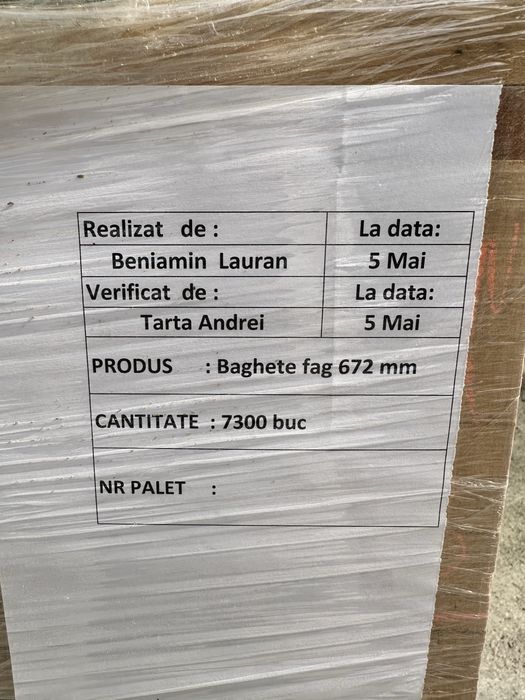 Realizat de : La data:
Beniamin Lauran 5 Mai
Verificat de : La data:
Tarta Andrei 5 Mai
PRODUS : Baghete fag 672 mm
CANTITATE : 7300 buc
NR PALET :